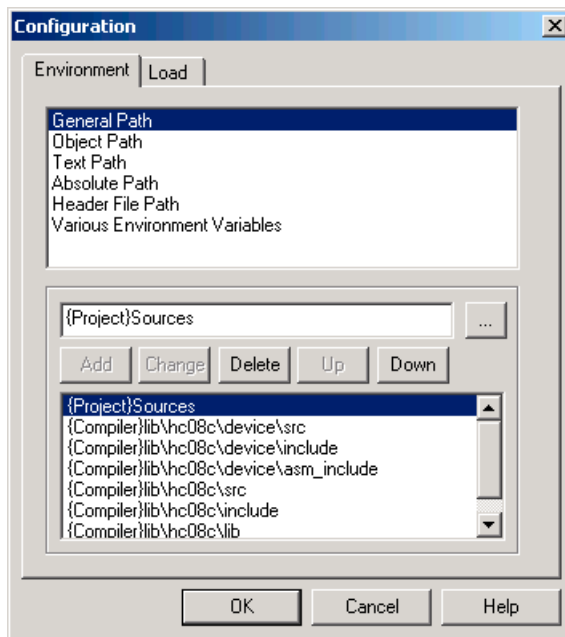 Configuration
Environment Load
General Path
Object Path
Text Path
Absolute Path
Header File Path
Various Environment Variables
{Project}Sources
...
Add Change Delete Up Down
{Project}Sources
{Compiler}lib\hc08c\device\src
{Compiler}lib\hc08c\device\include
{Compiler}lib\hc08c\device\asm_include
{Compiler}lib\hc08c\src
{Compiler}lib\hc08c\include
{Compiler}lib\hc08c\lib
OK Cancel Help